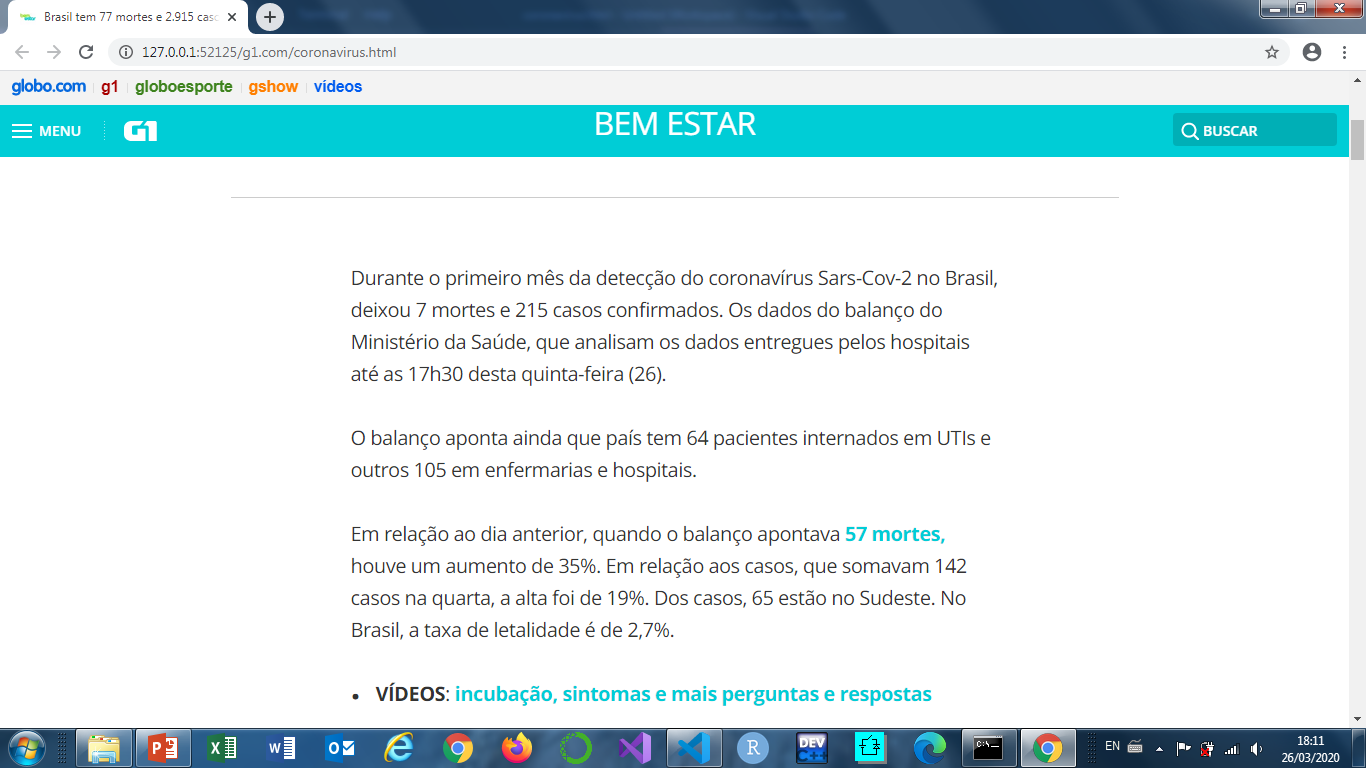 Brasil tem 77 mortes e 2.915 caso
127.0.0.1:52125/g1.com/coronavirus.html
globo.com g1 globoesporte gshow vídeos
MENU G1 BEM ESTAR BUSCAR
Durante o primeiro mês da detecção do coronavírus Sars-Cov-2 no Brasil,
deixou 7 mortes e 215 casos confirmados. Os dados do balanço do
Ministério da Saúde, que analisam os dados entregues pelos hospitais
até as 17h30 desta quinta-feira (26).
O balanço aponta ainda que país tem 64 pacientes internados em UTIs e
outros 105 em enfermarias e hospitais.
Em relação ao dia anterior, quando o balanço apontava 57 mortes,
houve um aumento de 35%. Em relação aos casos, que somavam 142
casos na quarta, a alta foi de 19%. Dos casos, 65 estão no Sudeste. No
Brasil, a taxa de letalidade é de 2,7%.
• VÍDEOS: incubação, sintomas e mais perguntas e respostas
EN 18:11
26/03/2020